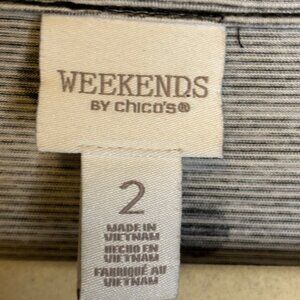 WEEKENDS
BY chico's®
2
MADE IN
VIETNAM
HECHO EN
VIETNAM
FABRIQUÉ AU
VIETNAM